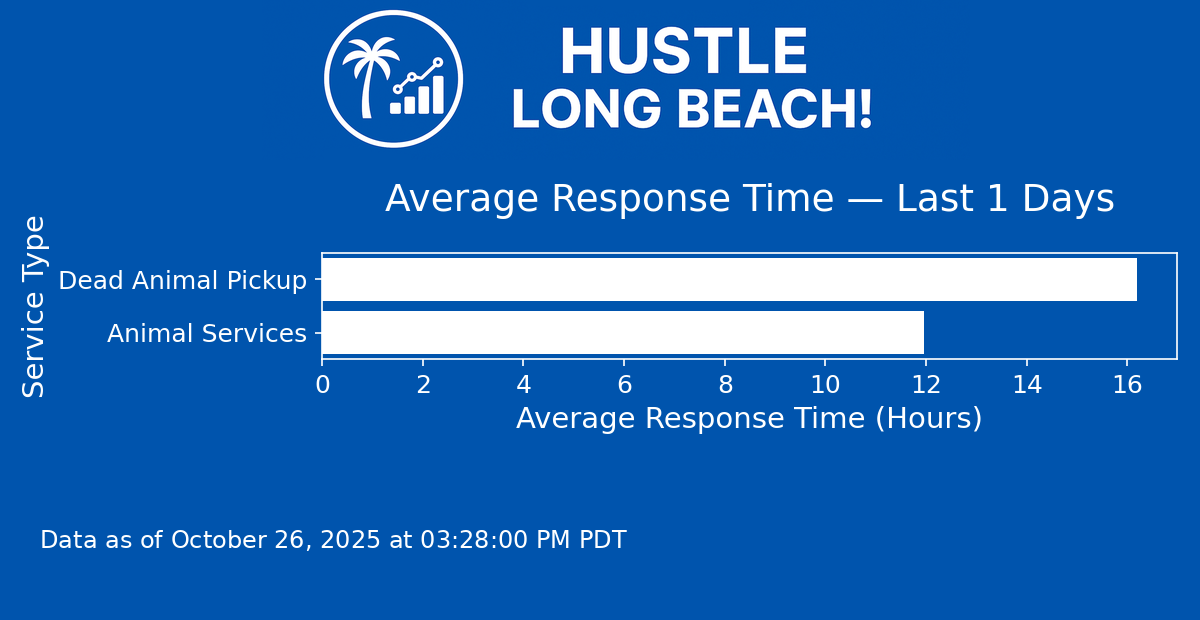 HUSTLE
LONG BEACH!
Average Response Time — Last 1 Days
Service Type
Dead Animal Pickup
Animal Services
0 2 4 6 8 10 12 14 16
Average Response Time (Hours)
Data as of October 26, 2025 at 03:28:00 PM PDT